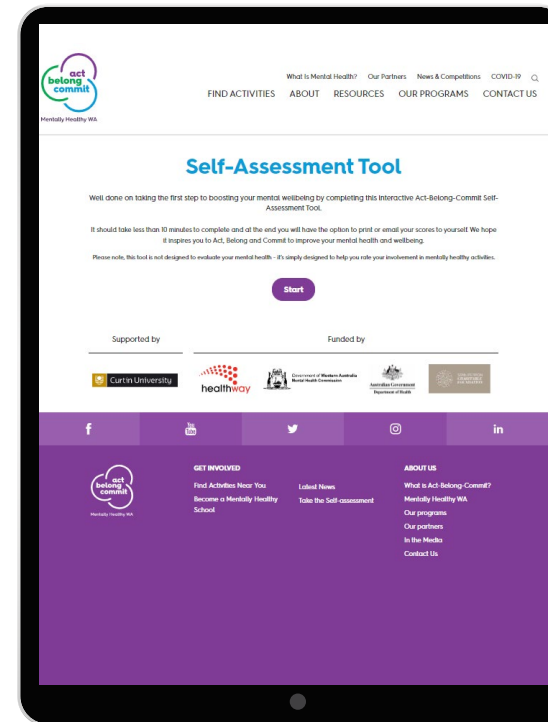 act
belong
commit
Mentally Healthy WA
What Is Mental Health? Our Partners News & Competitions COVID-19
FIND ACTIVITIES ABOUT RESOURCES OUR PROGRAMS CONTACT US
Self-Assessment Tool
Well done on taking the first step to boosting your mental wellbeing by completing this interactive Act-Belong-Commit Self-
Assessment Tool.
It should take less than 10 minutes to complete and at the end you will have the option to print or email your scores to yourself. We hope
it inspires you to Act, Belong and Commit to improve your mental health and wellbeing.
Please note, this tool is not designed to evaluate your mental health - it's simply designed to help you rate your involvement in mentally healthy activities.
Start
Supported by Funded by
Curtin University
healthway
Government of Western Australia
Mental Health Commission
Australian Government
Department of Health
f You Tube in
act
belong
commit
Mentally Healthy WA
GET INVOLVED
Find Activities Near You
Become a Mentally Healthy
School
Latest News
Take the Self-assessment
ABOUT US
What is Act-Belong-Commit?
Mentally Healthy WA
Our programs
Our partners
In the Media
Contact Us